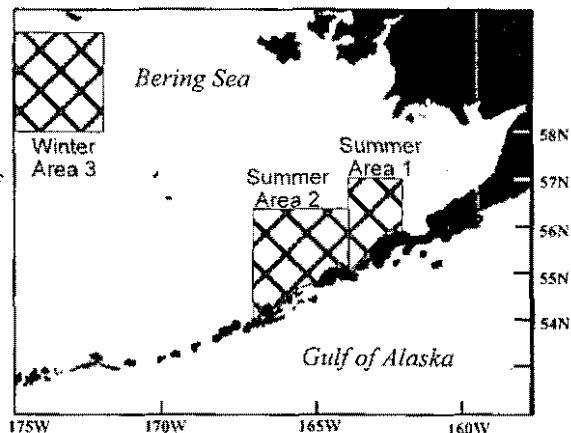 Bering Sea
Winter
Area 3
Summer
Area 1
Summer
Area 2
58N
57N
56N
55N
54N
Gulf of Alaska
175W
170W
165W
160W